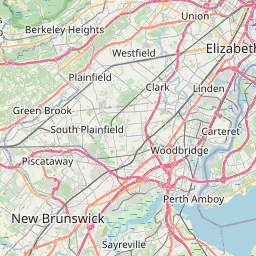 Union
Berkeley Heights
Elizabeth
Westfield
Plainfield
Clark
Linden
Green Brook
South Plainfield
Carteret
Woodbridge
Piscataway
Perth Amboy
New Brunswick
Sayreville